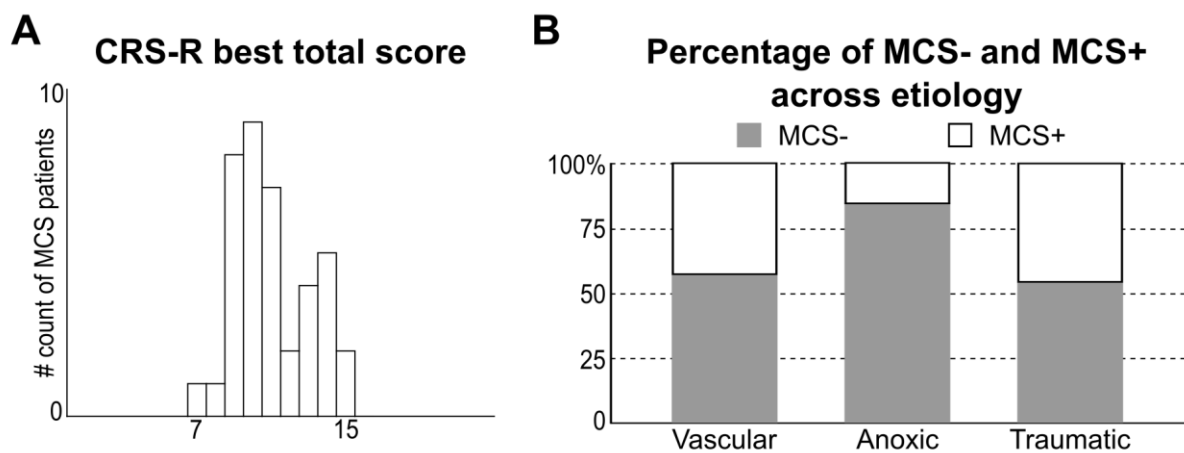 A
CRS-R best total score
10
# count of MCS patients
0
7
15
B
Percentage of MCS- and MCS+
across etiology
MCS-
MCS+
100%
75
50
25
0
Vascular
Anoxic
Traumatic